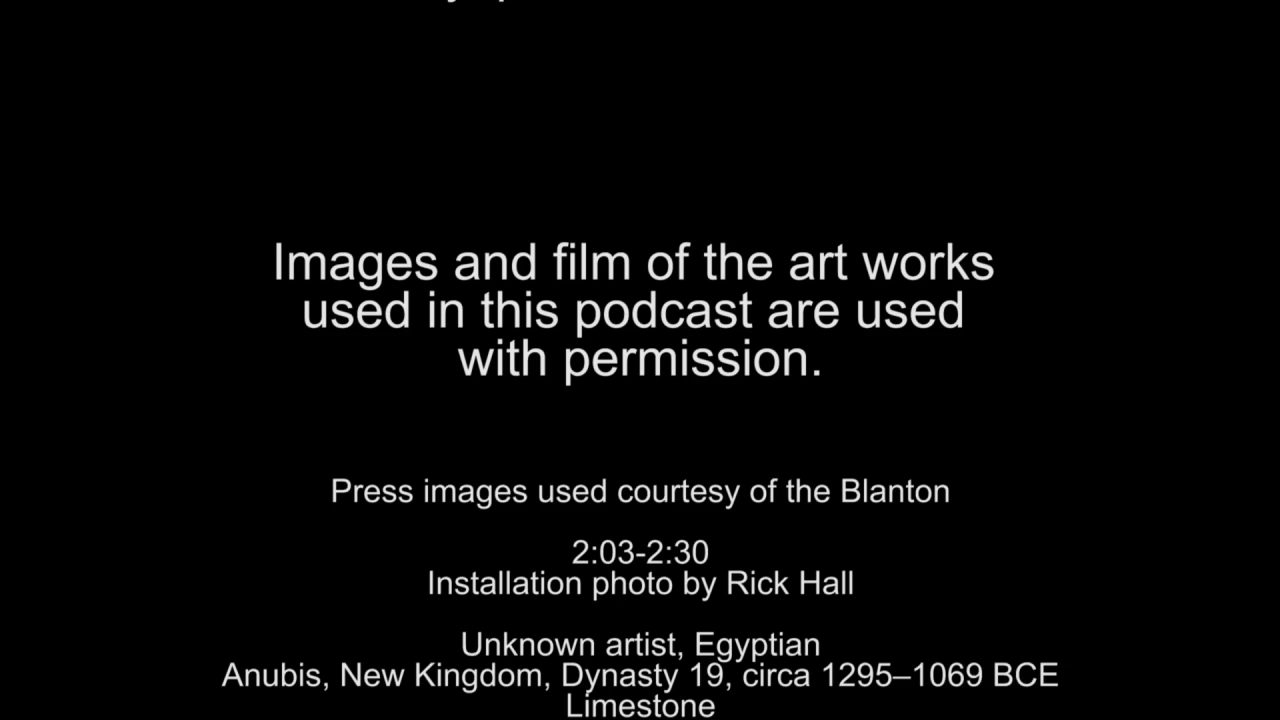 Images and film of the art works
used in this podcast are used
with permission.
Press images used courtesy of the Blanton
2:03-2:30
Installation photo by Rick Hall
Unknown artist, Egyptian
Anubis, New Kingdom, Dynasty 19, circa 1295–1069 BCE
Limestone